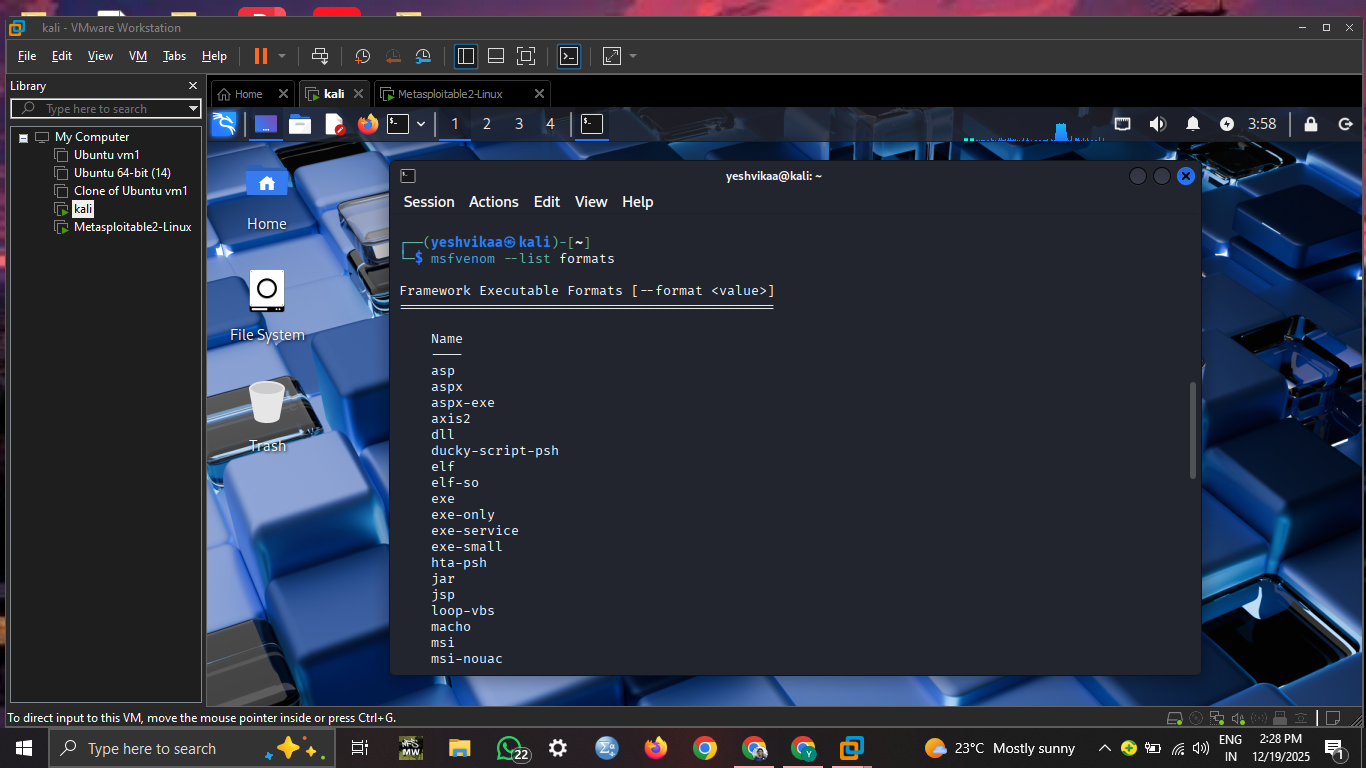 kali - VMware Workstation
File Edit View VM Tabs Help
Library
Type here to search
My Computer
Ubuntu vm1
Ubuntu 64-bit (14)
Clone of Ubuntu vm1
kali
Metasploitable2-Linux
Home kali Metasploitable2-Linux
1 2 3 4 3:58
Home
File System
Trash
yeshvikaa@kali: ~
Session Actions Edit View Help
┌──(yeshvikaa㉿kali)-[~]
└─$ msfvenom --list formats
Framework Executable Formats [--format <value>]
===============================================
Name
----
asp
aspx
aspx-exe
axis2
dll
ducky-script-psh
elf
elf-so
exe
exe-only
exe-service
exe-small
hta-psh
jar
jsp
loop-vbs
macho
msi
msi-nouac
To direct input to this VM, move the mouse pointer inside or press Ctrl+G.
Type here to search
MW
22
Y
23°C Mostly sunny
ENG
IN
2:28 PM
12/19/2025
1